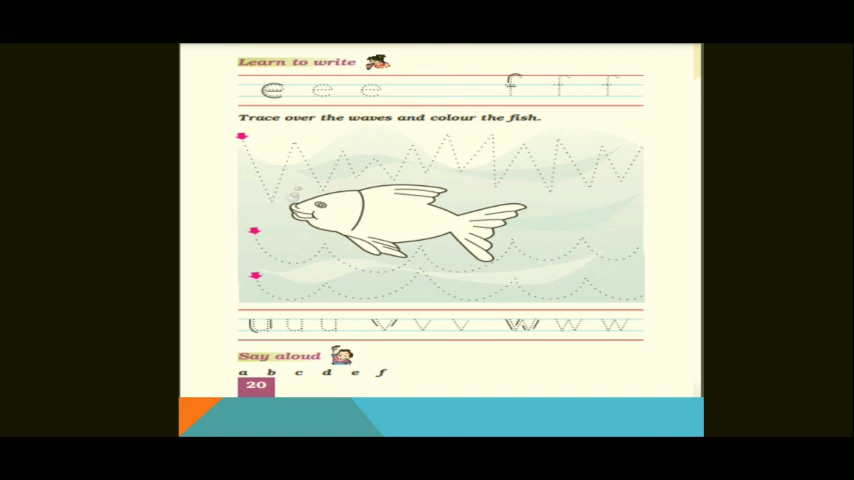 Learn to write
e e e f f f
Trace over the waves and colour the fish.
u u u v v v w w w
Say aloud
a b c d e f
20